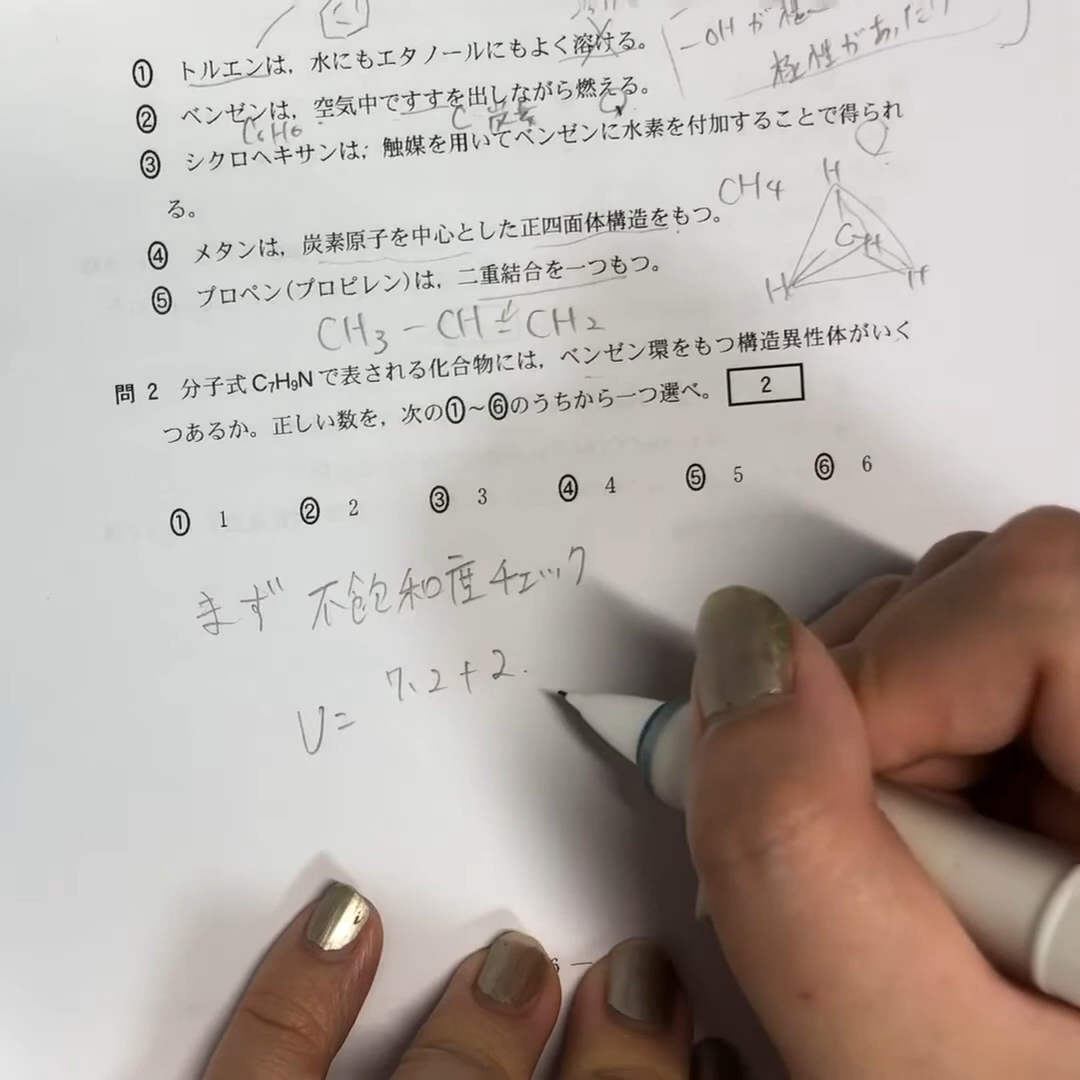 -OHが
極性があったり
① トルエンは，水にもエタノールにもよく溶ける。
② ベンゼンは，空気中ですすを出しながら燃える。
C6H6 C 炭素
③ シクロヘキサンは，触媒を用いてベンゼンに水素を付加することで得られ
る。
④ メタンは，炭素原子を中心とした正四面体構造をもつ。 CH4
H
C H
H H
⑤ プロペン(プロピレン)は，二重結合を一つもつ。
CH3 - CH = CH2
問 2 分子式 C7H9N で表される化合物には，ベンゼン環をもつ構造異性体がいく
つあるか。正しい数を，次の①～⑥のうちから一つ選べ。 2
① 1 ② 2 ③ 3 ④ 4 ⑤ 5 ⑥ 6
まず 不飽和度チェック
7.2+2.
U=
6 —